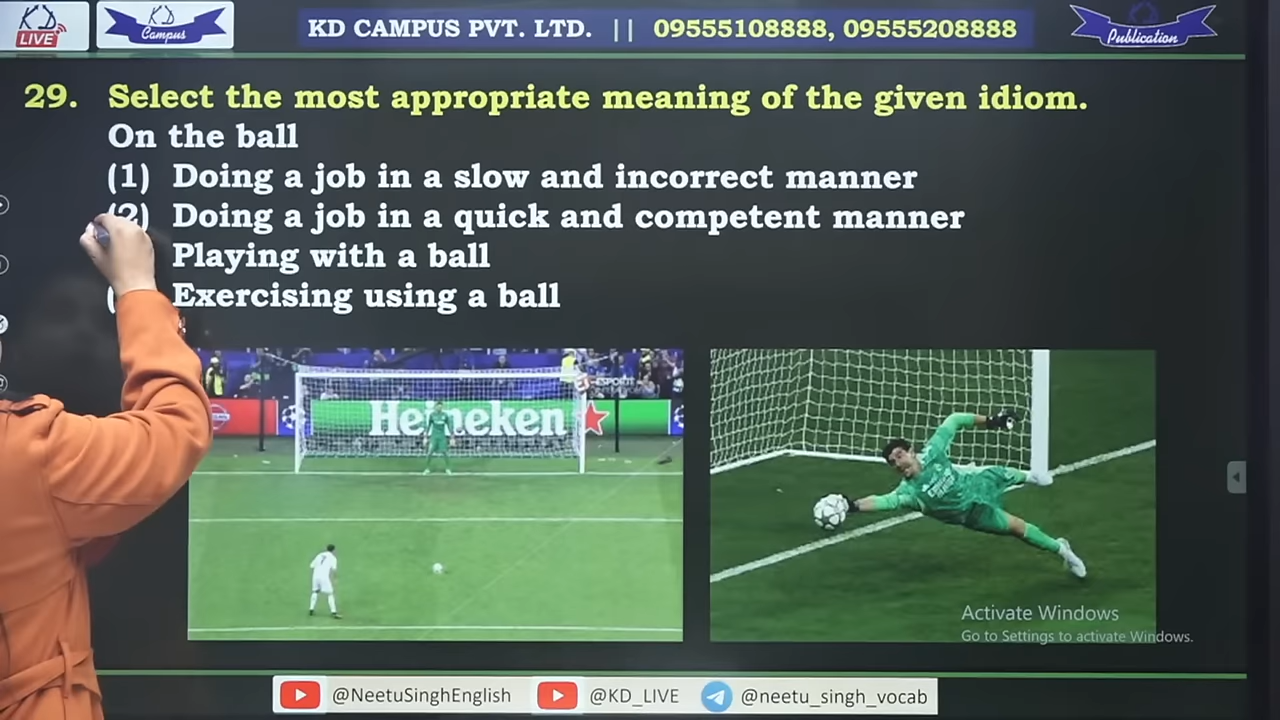 KD
LIVE
KD
Campus
KD CAMPUS PVT. LTD. || 09555108888, 09555208888
Publication
29. Select the most appropriate meaning of the given idiom.
On the ball
(1) Doing a job in a slow and incorrect manner
(2) Doing a job in a quick and competent manner
Playing with a ball
( Exercising using a ball
Heineken
7
Activate Windows
Go to Settings to activate Windows.
@NeetuSinghEnglish @KD_LIVE @neetu_singh_vocab